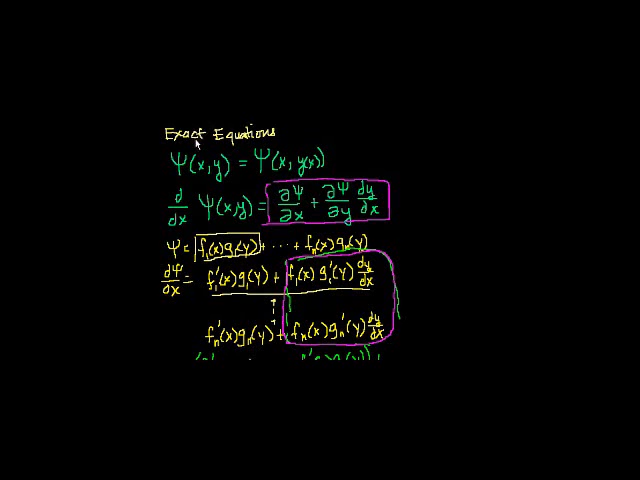 Exact Equations
Ψ(x,y) = Ψ(x, y(x))
d/dx Ψ(x,y) = ∂Ψ/∂x + ∂Ψ/∂y dy/dx
Ψ = f₁(x)g₁(y) + ⋯ + fₙ(x)gₙ(y)
dΨ/dx = f₁'(x)g₁(y) + f₁(x)g₁'(y) dy/dx
fₙ'(x)gₙ(y) + fₙ(x)gₙ'(y) dy/dx